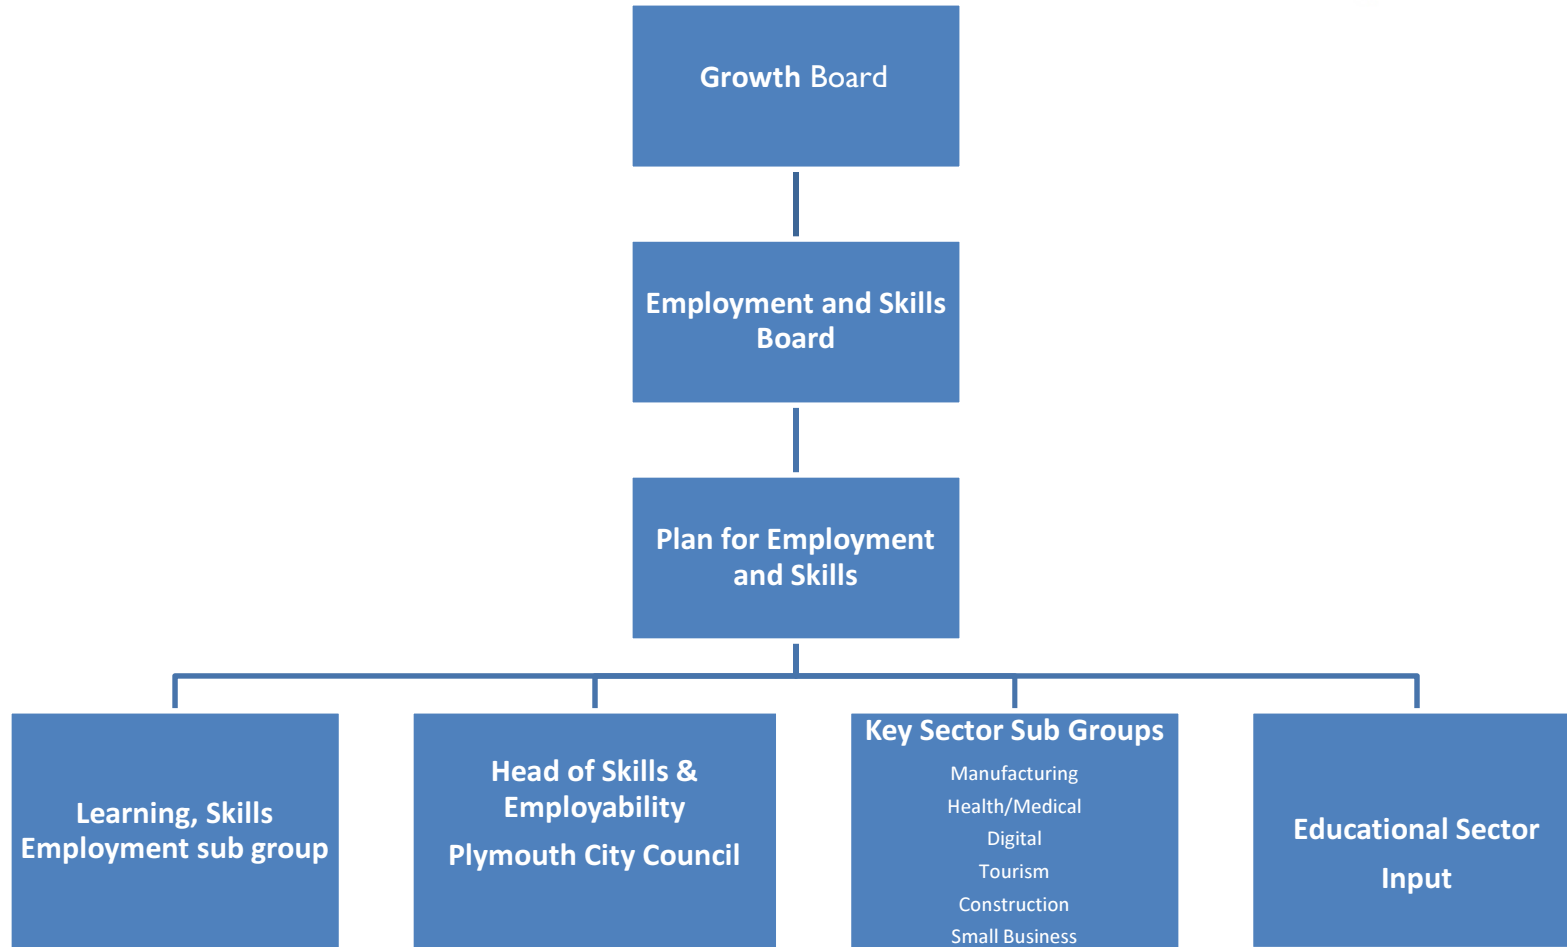 Growth Board
Employment and Skills
Board
Plan for Employment
and Skills
Learning, Skills
Employment sub group
Head of Skills &
Employability
Plymouth City Council
Key Sector Sub Groups
Manufacturing
Health/Medical
Digital
Tourism
Construction
Small Business
Educational Sector
Input